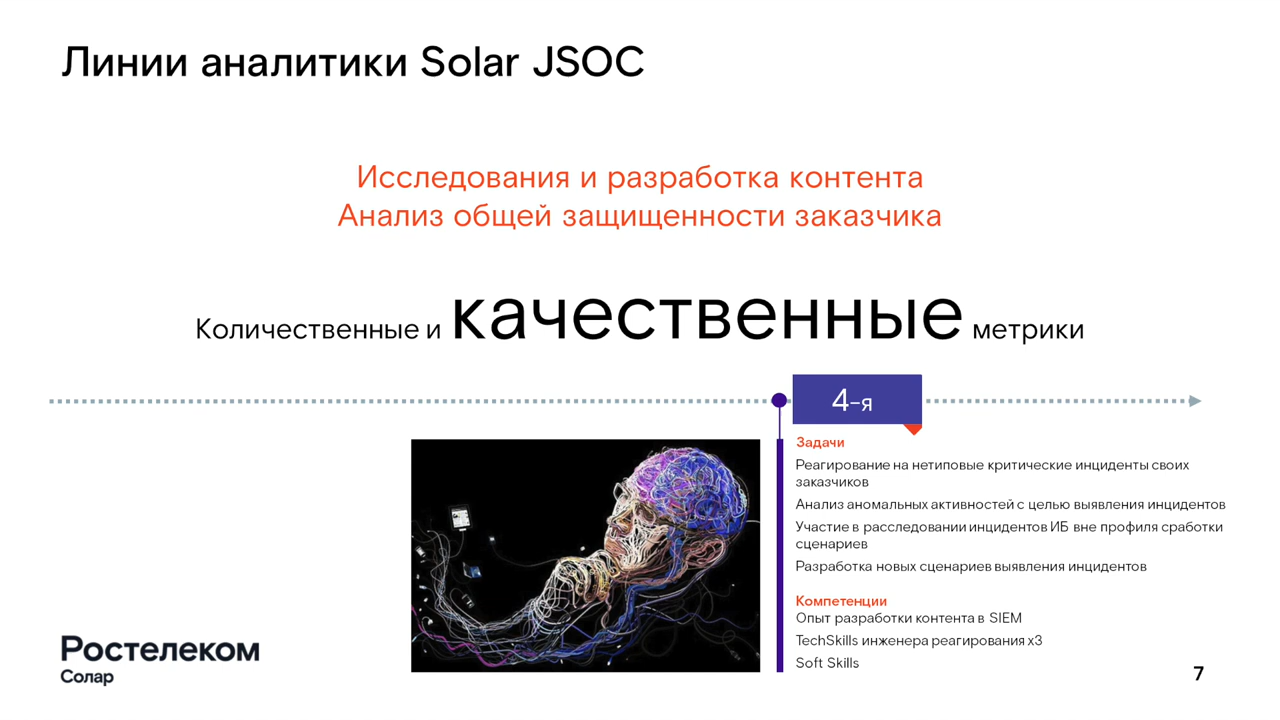 Линии аналитики Solar JSOC
Исследования и разработка контента
Анализ общей защищенности заказчика
Количественные и качественные метрики
4-я
Задачи
Реагирование на нетиповые критические инциденты своих
заказчиков
Анализ аномальных активностей с целью выявления инцидентов
Участие в расследовании инцидентов ИБ вне профиля сработки
сценариев
Разработка новых сценариев выявления инцидентов
Компетенции
Опыт разработки контента в SIEM
TechSkills инженера реагирования х3
Soft Skills
Ростелеком
Солар
7